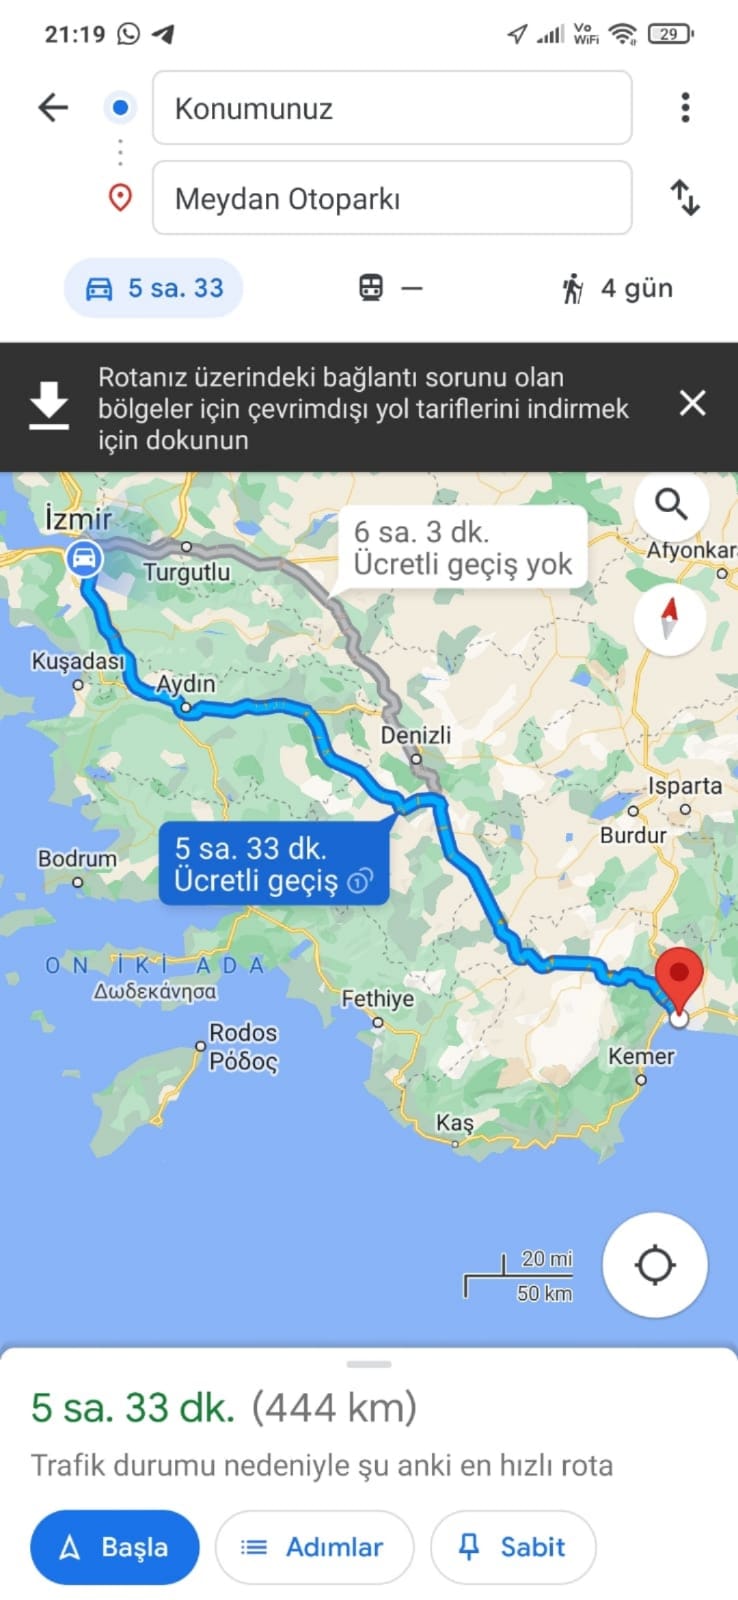 21:19
Vo
WiFi
29
Konumunuz
Meydan Otoparkı
5 sa. 33
—
4 gün
Rotanız üzerindeki bağlantı sorunu olan
bölgeler için çevrimdışı yol tariflerini indirmek
için dokunun
İzmir
6 sa. 3 dk.
Ücretli geçiş yok
Afyonkar
Turgutlu
Kuşadası
Aydın
Denizli
Isparta
Burdur
5 sa. 33 dk.
Ücretli geçiş
Bodrum
ON İKİ ADA
Δωδεκάνησα
Fethiye
Rodos
Ρόδος
Kemer
Kaş
20 mi
50 km
5 sa. 33 dk. (444 km)
Trafik durumu nedeniyle şu anki en hızlı rota
Başla
Adımlar
Sabit